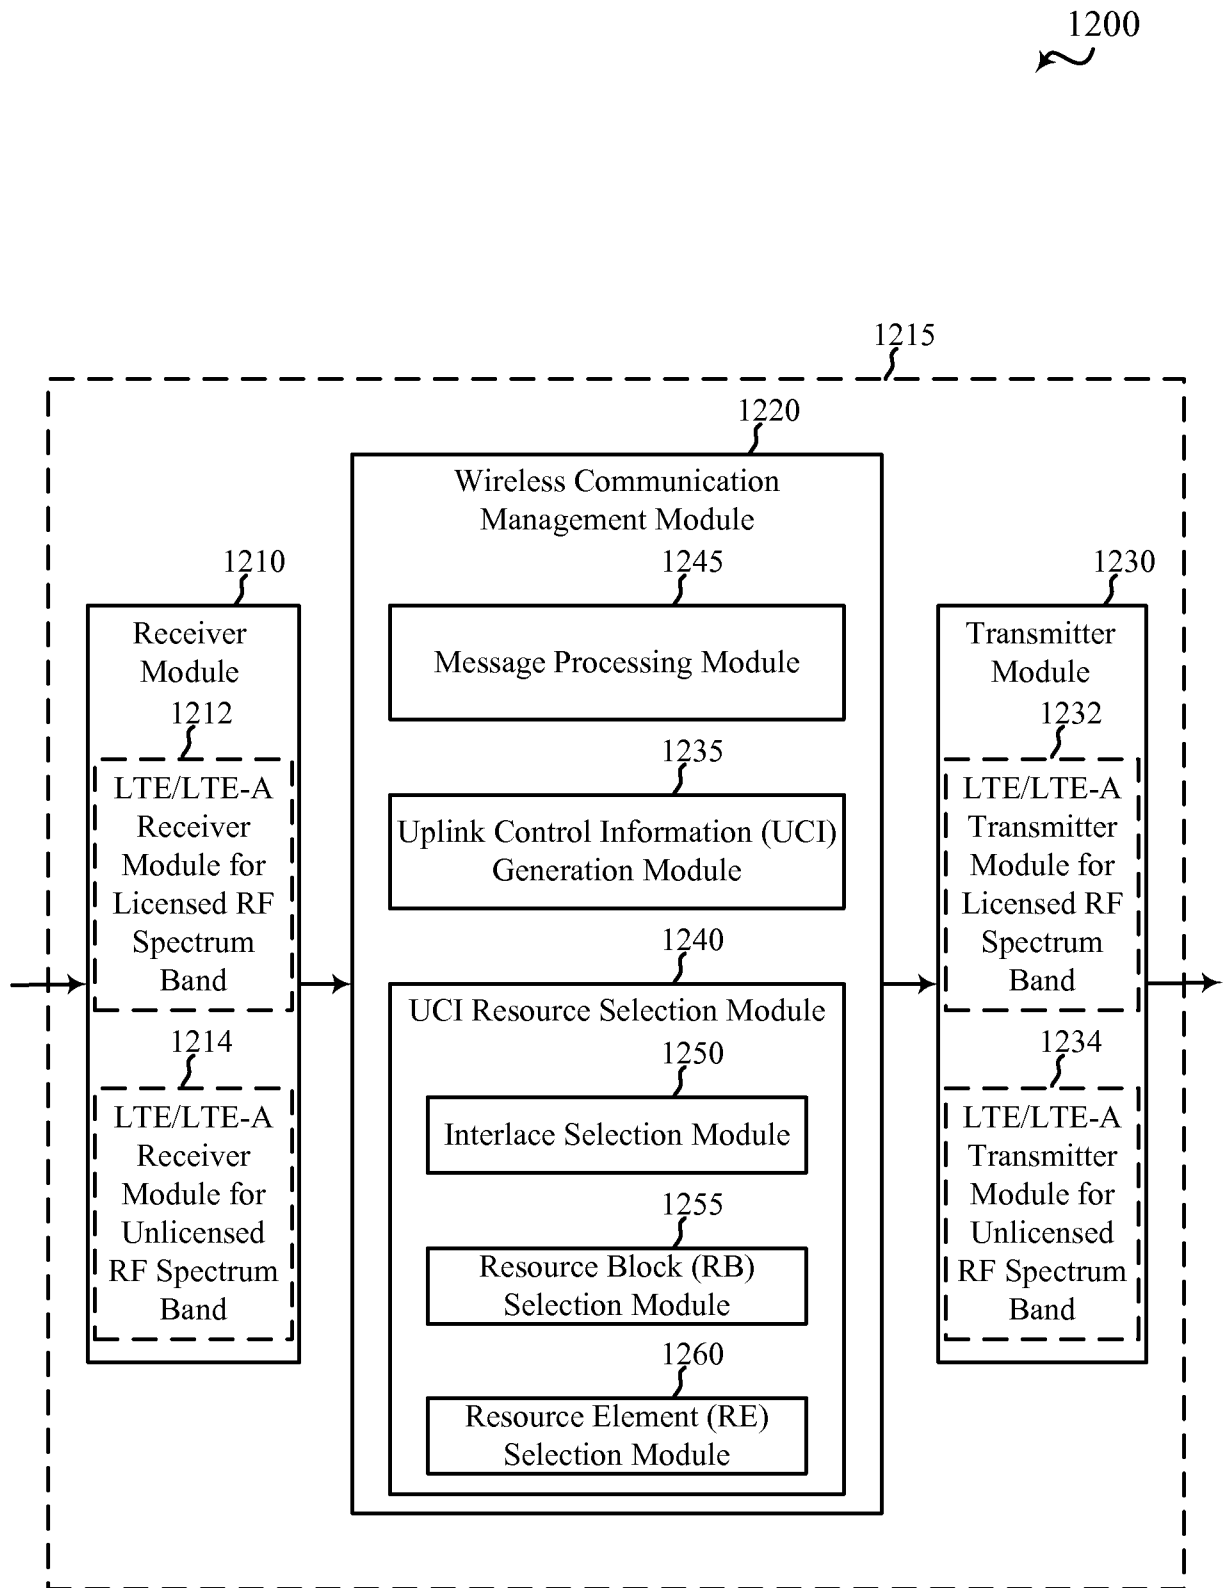 1200
1215
1220
Wireless Communication
Management Module
1210
Receiver
Module
1212
LTE/LTE-A
Receiver
Module for
Licensed RF
Spectrum
Band
1214
LTE/LTE-A
Receiver
Module for
Unlicensed
RF Spectrum
Band
1245
Message Processing Module
1235
Uplink Control Information (UCI)
Generation Module
1240
UCI Resource Selection Module
1250
Interlace Selection Module
1255
Resource Block (RB)
Selection Module
1260
Resource Element (RE)
Selection Module
1230
Transmitter
Module
1232
LTE/LTE-A
Transmitter
Module for
Licensed RF
Spectrum
Band
1234
LTE/LTE-A
Transmitter
Module for
Unlicensed
RF Spectrum
Band